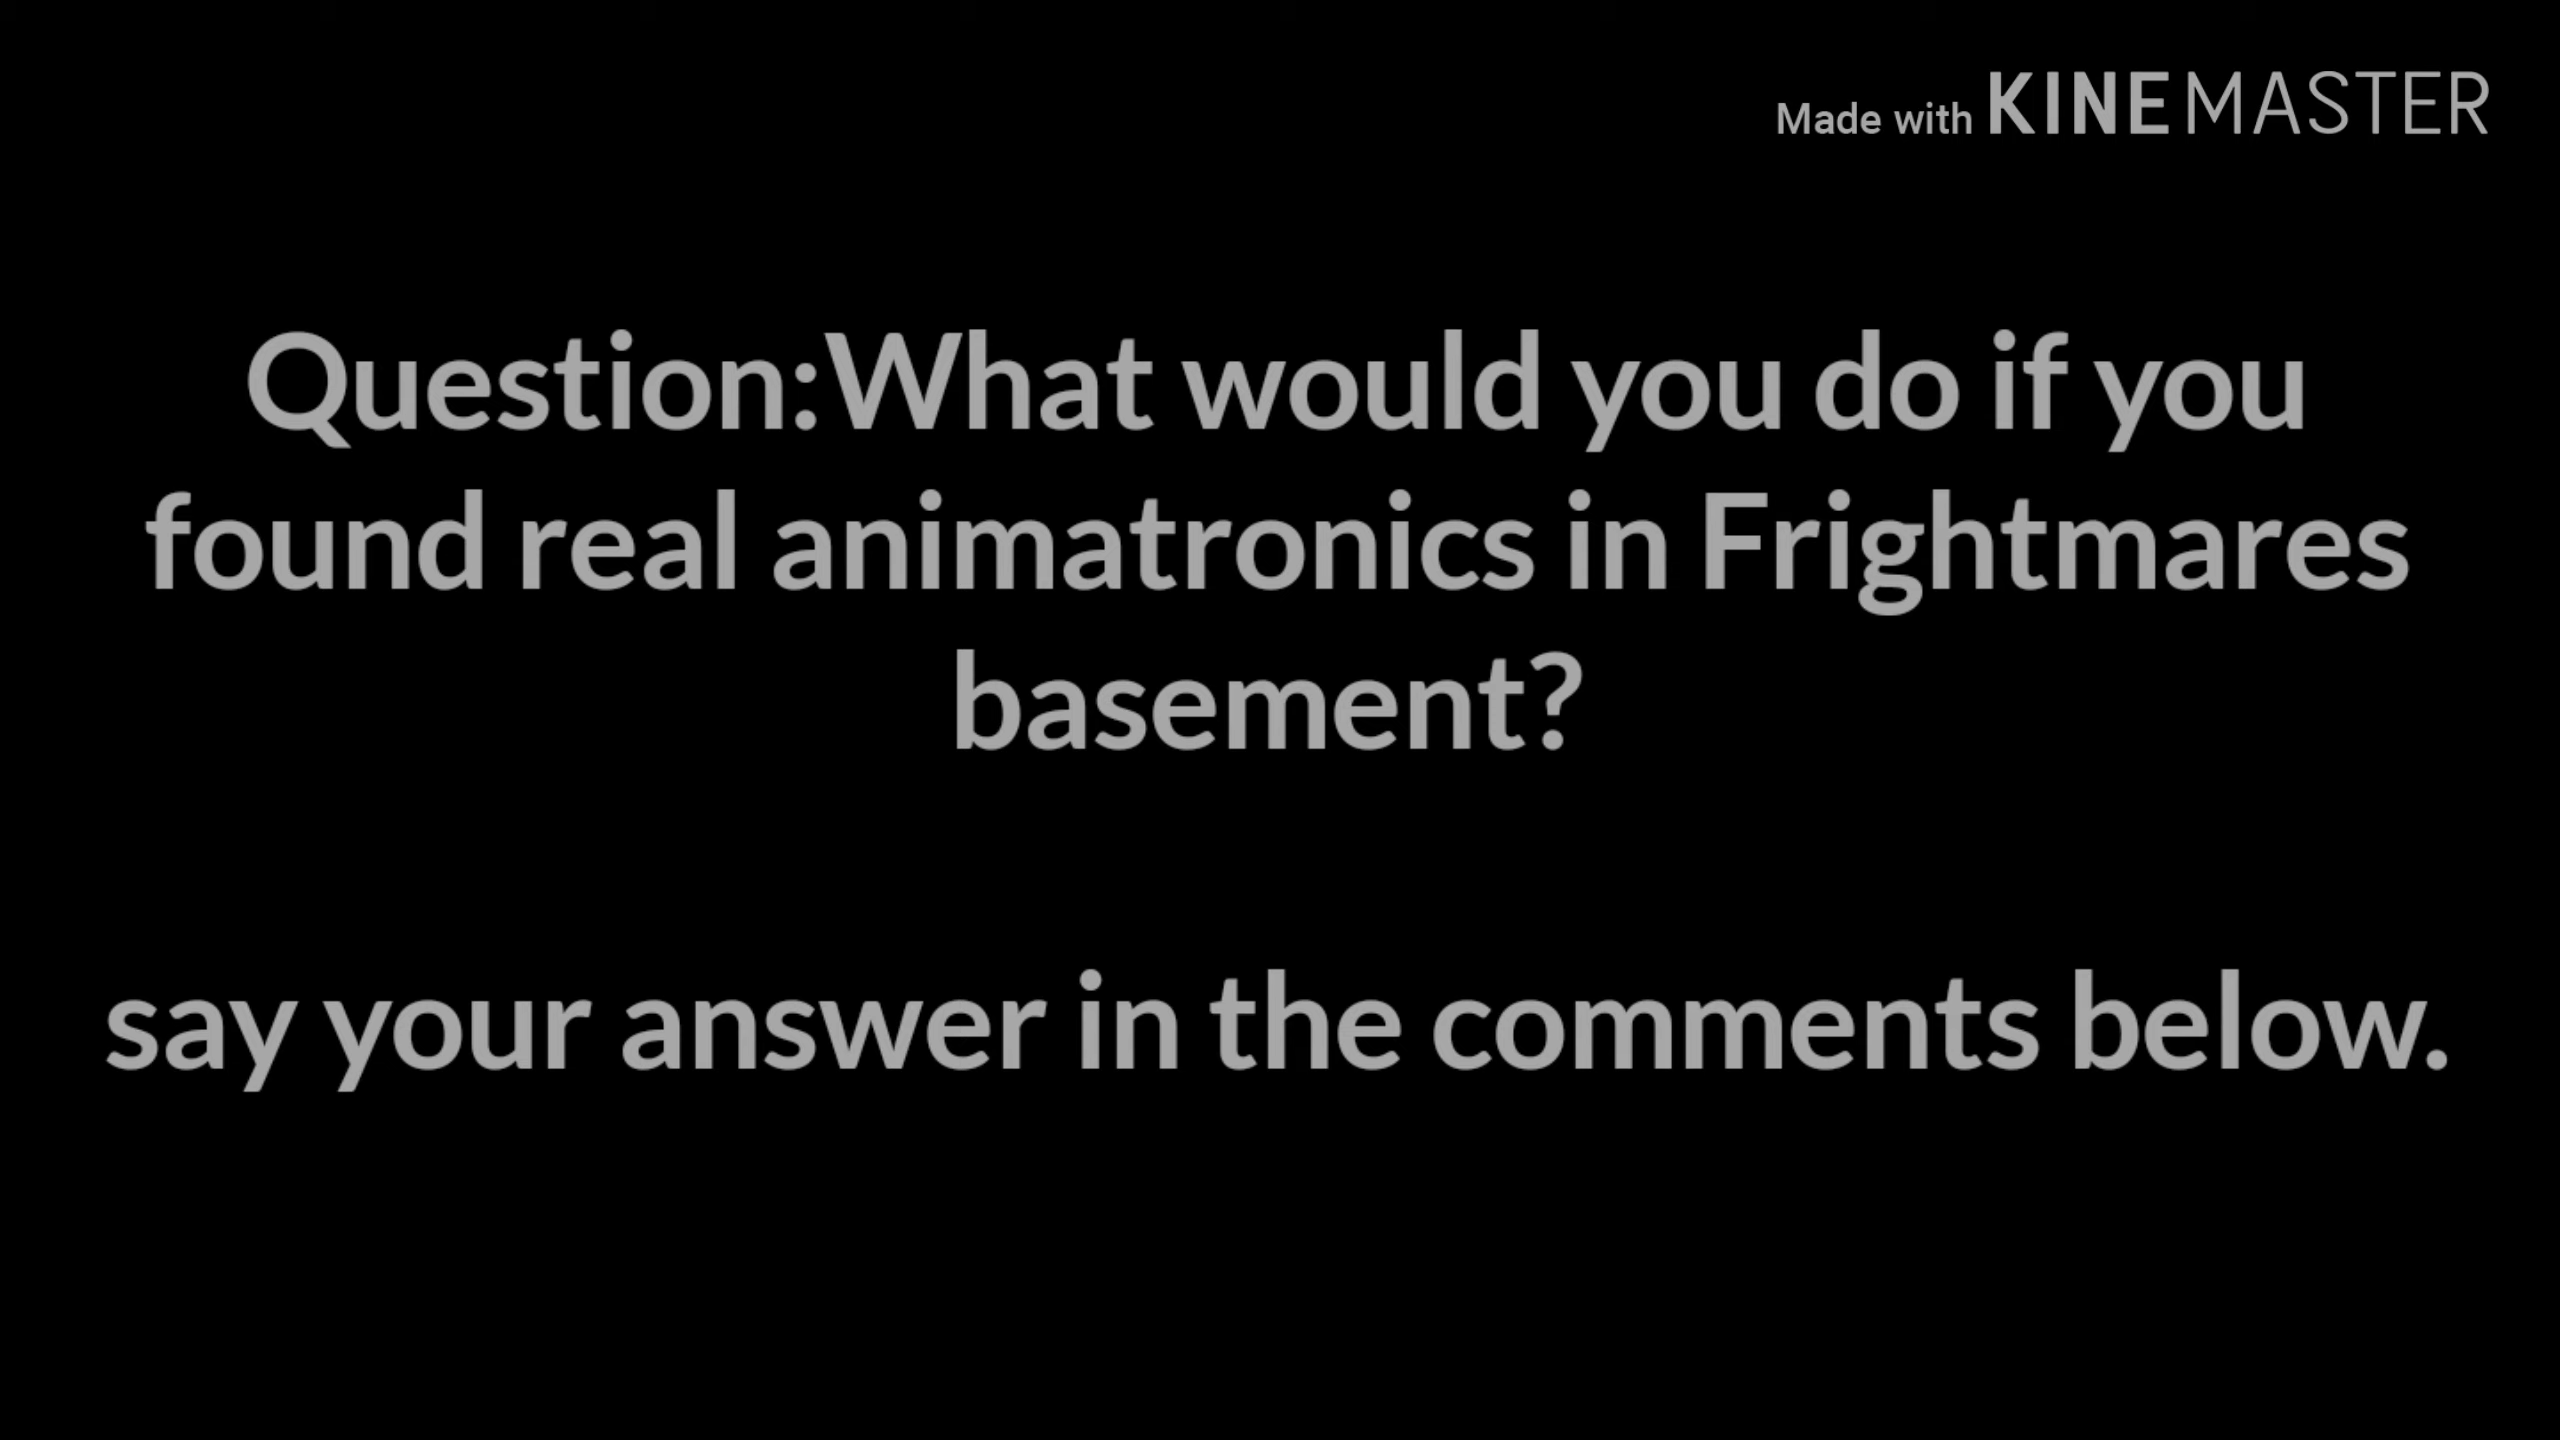 Made with KINEMASTER
Question:What would you do if you
found real animatronics in Frightmares
basement?
say your answer in the comments below.